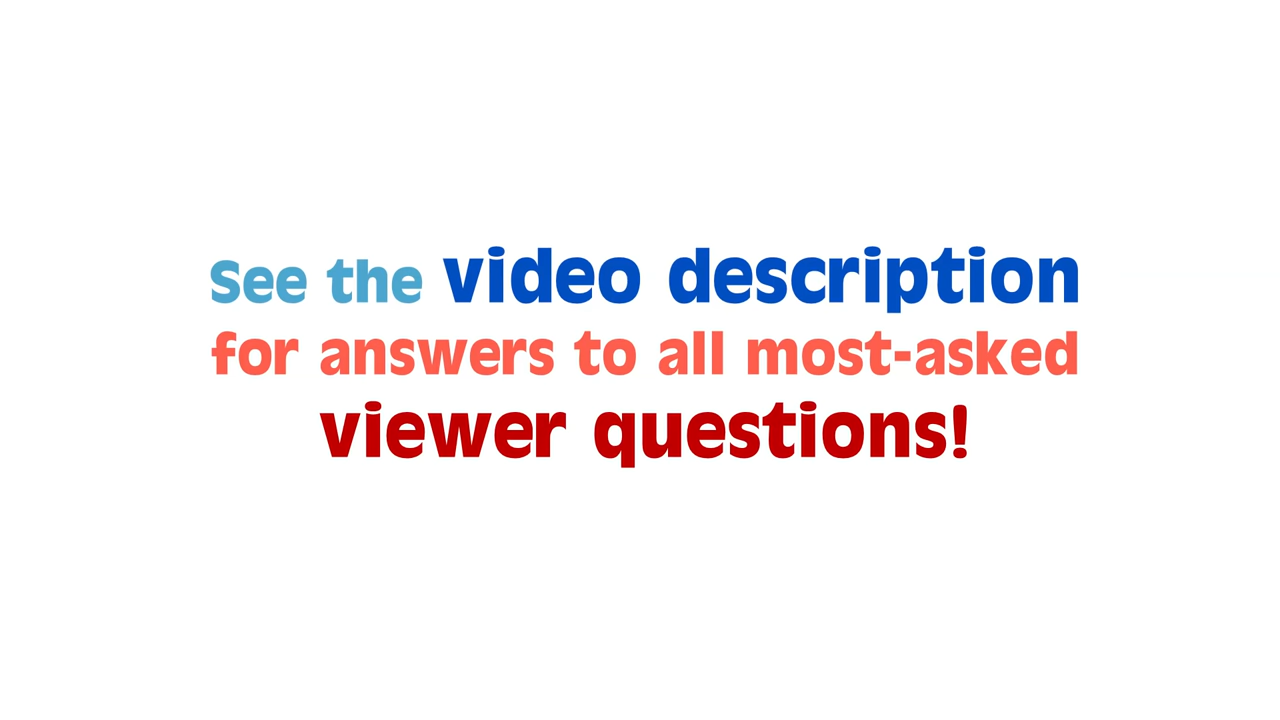 See the video description
for answers to all most-asked
viewer questions!